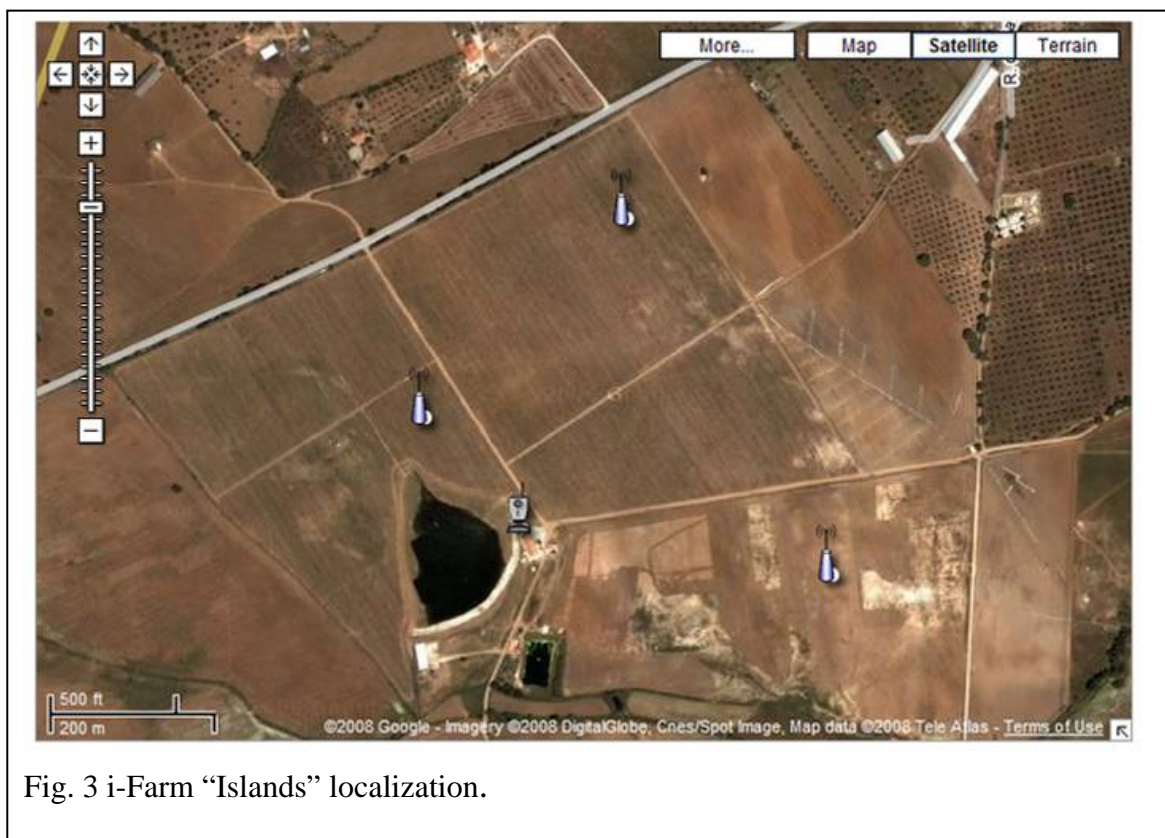 More...
Map
Satellite
Terrain
500 ft
200 m
©2008 Google - Imagery ©2008 DigitalGlobe, Cnes/Spot Image, Map data ©2008 Tele Atlas - Terms of Use
Fig. 3 i-Farm “Islands” localization.